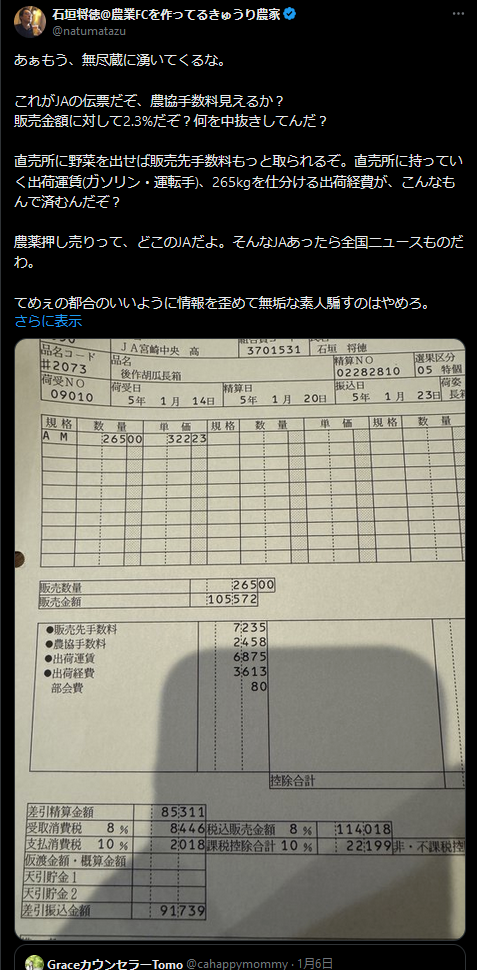 石垣将徳@農業FCを作ってるきゅうり農家
@natumatazu
あぁもう、無尽蔵に湧いてくるな。
これがJAの伝票だぞ、農協手数料見えるか？
販売金額に対して2.3%だぞ？何を中抜きしてんだ？
直売所に野菜を出せば販売先手数料もっと取られるぞ。直売所に持ってい
く出荷運賃(ガソリン・運転手)、265kgを仕分ける出荷経費が、こんなも
んで済むんだぞ？
農薬押し売りって、どこのJAだよ。そんなJAあったら全国ニュースものだ
わ。
てめぇの都合のいいように情報を歪めて無垢な素人騙すのはやめろ。
さらに表示
JA宮崎中央 高 3701531 石垣 将徳
品名コード 品名 精算NO 選果区分
#2073 後作胡瓜長箱 02282810 05 特個
荷受NO 荷受日 精算日 振込日 荷姿
09010 5年 1月 14日 5年 1月 20日 5年 1月 23日 長箱
規格 数量 単価 規格 数量 単価 規格 数量
A M 26500 32223
販売数量 26500
販売金額 105572
●販売先手数料 7235
●農協手数料 2458
●出荷運賃 6875
●出荷経費 3613
部会費 80
控除合計
差引精算金額 85311
受取消費税 8% 8446 税込販売金額 8% 114018
支払消費税 10% 2018 課税控除合計 10% 22199 非・不課税控
仮渡金額・概算金額
天引貯金1
天引貯金2
差引振込金額 91739
GraceカウンセラーTomo @cahappymommy · 1月6日